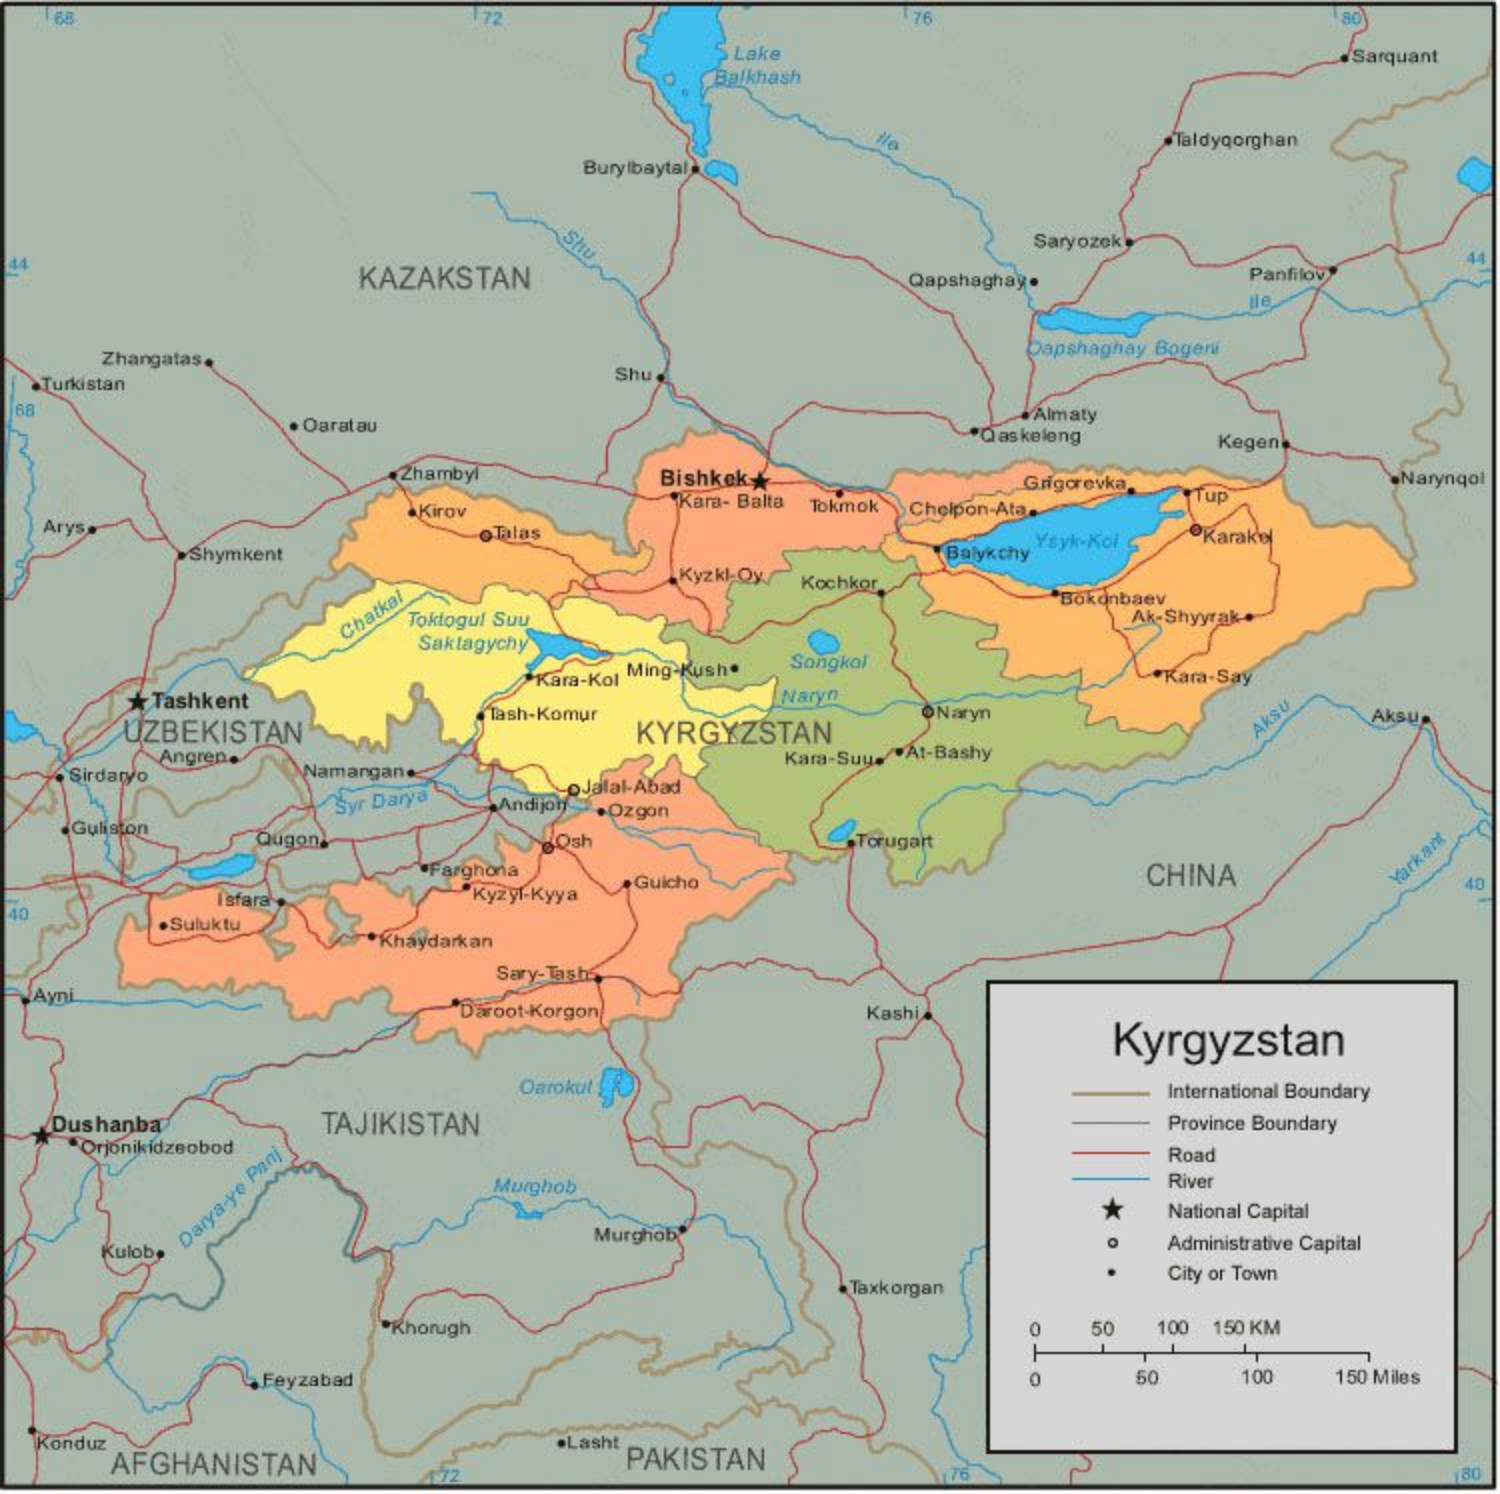 68
72
76
80
Lake
Balkhash
Sarquant
Taldyqorghan
Ile
Burylbaytal
Shu
Saryozek
44
44
KAZAKSTAN
Qapshaghay
Panfilov
Ile
Oapshaghay Bogeni
Zhangatas
Turkistan
Shu
68
Oaratau
Almaty
Qaskeleng
Kegen
Zhambyl
Bishkek
Narynqol
Kara- Balta
Tokmok
Grigorevka
Tup
Chelpon-Ata
Kirov
Arys
Talas
Ysyk-Kol
Karakol
Shymkent
Balykchy
Kyzkl-Oy
Kochkor
Bokonbaev
Ak-Shyyrak
Chatkal
Toktogul Suu
Saktagychy
Songkol
Ming-Kush
Kara-Kol
Kara-Say
Naryn
Tashkent
Tash-Komur
Naryn
Aksu
Aksu
UZBEKISTAN
KYRGYZSTAN
Angren
Kara-Suu
At-Bashy
Sirdaryo
Namangan
Jalal-Abad
Syr Darya
Andijon
Ozgon
Guliston
Qugon
Osh
Torugart
Farghona
CHINA
Yarkant
Guicho
40
Kyzyl-Kyya
Isfara
40
Suluktu
Khaydarkan
Sary-Tash
Ayni
Daroot-Korgon
Kashi
Oarokul
Dushanba
TAJIKISTAN
Orjonikidzeobod
Darya-ye Panj
Murghob
Murghob
Kulob
Taxkorgan
Khorugh
Feyzabad
Konduz
Lasht
AFGHANISTAN
PAKISTAN
72
76
80
Kyrgyzstan
International Boundary
Province Boundary
Road
River
National Capital
Administrative Capital
City or Town
0 50 100 150 KM
0 50 100 150 Miles